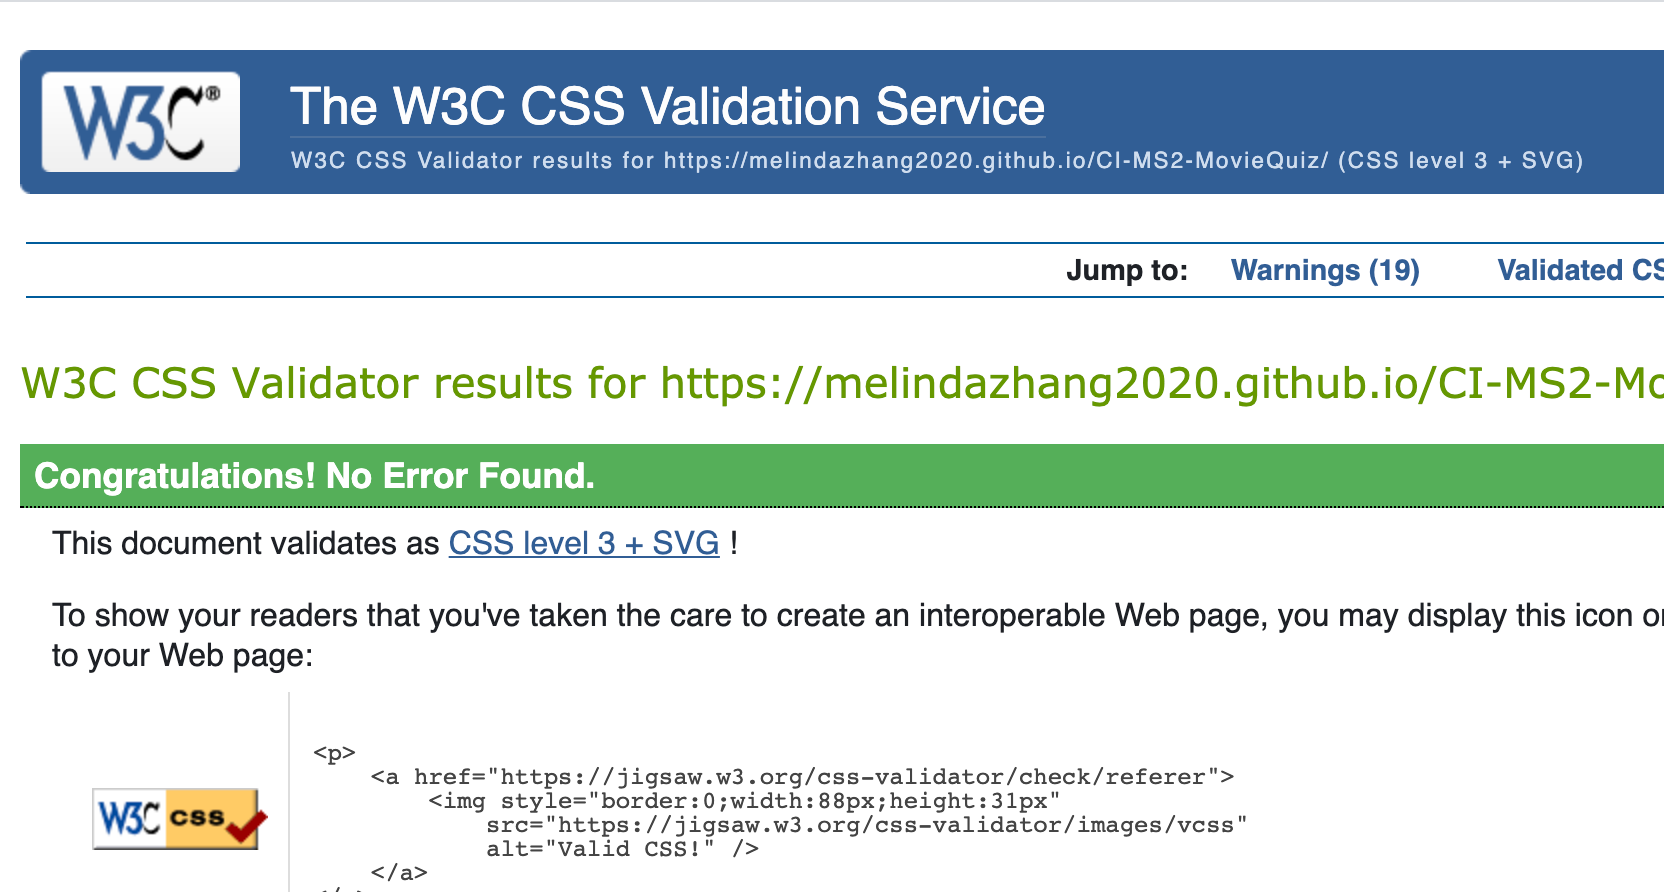 W3C®
The W3C CSS Validation Service
W3C CSS Validator results for https://melindazhang2020.github.io/CI-MS2-MovieQuiz/ (CSS level 3 + SVG)
Jump to: Warnings (19) Validated CS
W3C CSS Validator results for https://melindazhang2020.github.io/CI-MS2-Mo
Congratulations! No Error Found.
This document validates as CSS level 3 + SVG !
To show your readers that you've taken the care to create an interoperable Web page, you may display this icon or
to your Web page:
<p>
<a href="https://jigsaw.w3.org/css-validator/check/referer">
<img style="border:0;width:88px;height:31px"
src="https://jigsaw.w3.org/css-validator/images/vcss"
alt="Valid CSS!" />
</a>
W3C css